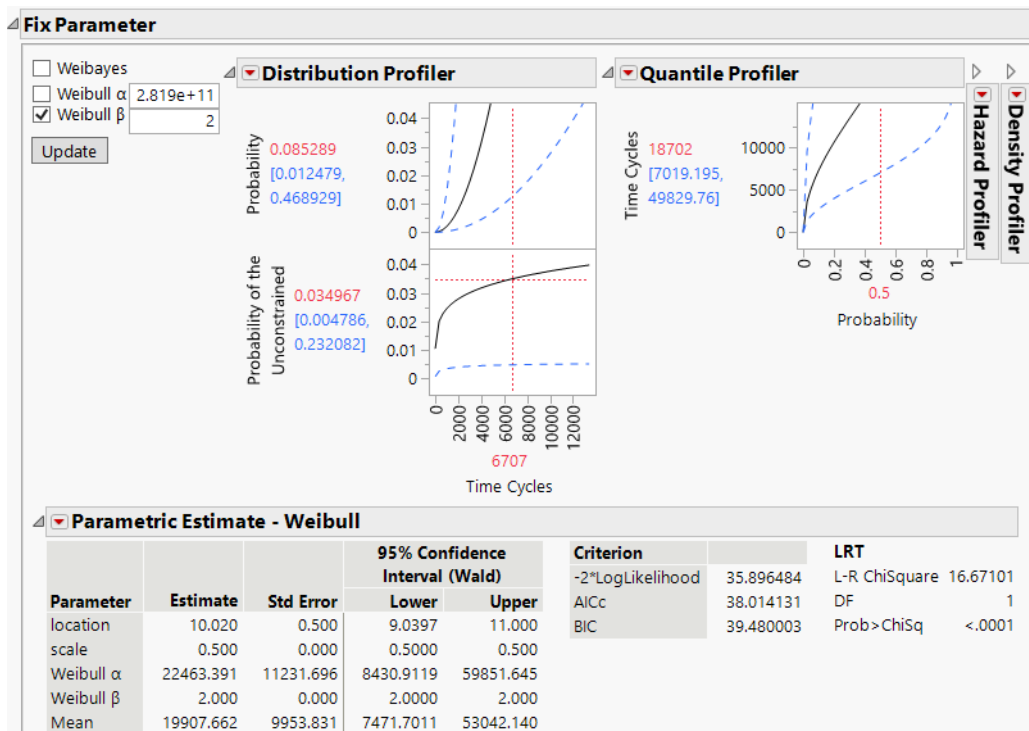 Fix Parameter
Weibayes
Weibull α 2.819e+11
Weibull β 2
Update
Distribution Profiler
Probability
0.085289
[0.012479,
0.468929]
0.04
0.03
0.02
0.01
0
Probability of the
Unconstrained
0.034967
[0.004786,
0.232082]
0.04
0.03
0.02
0.01
0
0 2000 4000 6000 8000 10000 12000
6707
Time Cycles
Quantile Profiler
Time Cycles
18702
[7019.195,
49829.76]
10000
5000
0
0 0.2 0.4 0.6 0.8 1
0.5
Probability
Hazard Profiler
Density Profiler
Parametric Estimate - Weibull
95% Confidence
Interval (Wald)
Parameter Estimate Std Error Lower Upper
location 10.020 0.500 9.0397 11.000
scale 0.500 0.000 0.5000 0.500
Weibull α 22463.391 11231.696 8430.9119 59851.645
Weibull β 2.000 0.000 2.0000 2.000
Mean 19907.662 9953.831 7471.7011 53042.140
Criterion
-2*LogLikelihood 35.896484
AICc 38.014131
BIC 39.480003
LRT
L-R ChiSquare 16.67101
DF 1
Prob>ChiSq <.0001